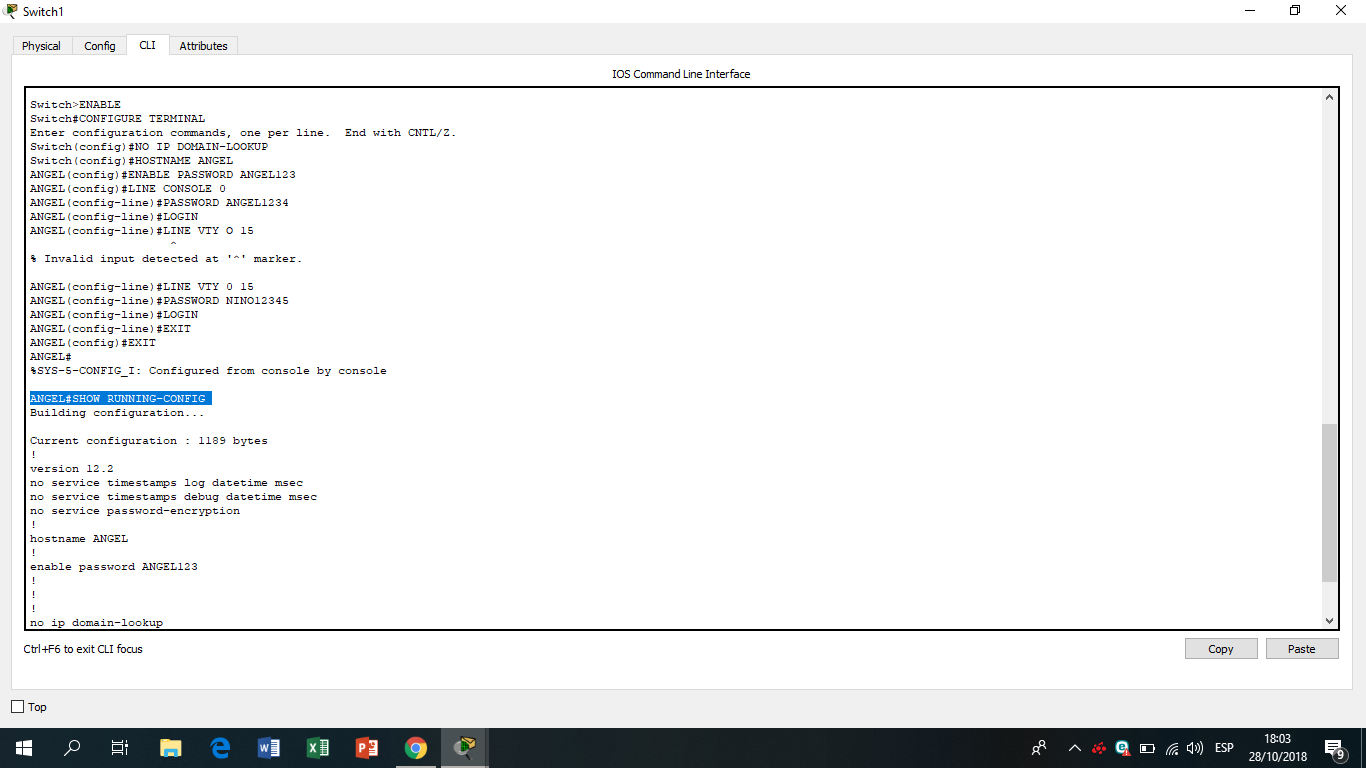 Switch1
Physical Config CLI Attributes
IOS Command Line Interface
Switch>ENABLE
Switch#CONFIGURE TERMINAL
Enter configuration commands, one per line.  End with CNTL/Z.
Switch(config)#NO IP DOMAIN-LOOKUP
Switch(config)#HOSTNAME ANGEL
ANGEL(config)#ENABLE PASSWORD ANGEL123
ANGEL(config)#LINE CONSOLE 0
ANGEL(config-line)#PASSWORD ANGEL1234
ANGEL(config-line)#LOGIN
ANGEL(config-line)#LINE VTY O 15
^
% Invalid input detected at '^' marker.
ANGEL(config-line)#LINE VTY 0 15
ANGEL(config-line)#PASSWORD NINO12345
ANGEL(config-line)#LOGIN
ANGEL(config-line)#EXIT
ANGEL(config)#EXIT
ANGEL#
%SYS-5-CONFIG_I: Configured from console by console
ANGEL#SHOW RUNNING-CONFIG
Building configuration...
Current configuration : 1189 bytes
!
version 12.2
no service timestamps log datetime msec
no service timestamps debug datetime msec
no service password-encryption
!
hostname ANGEL
!
enable password ANGEL123
!
!
!
no ip domain-lookup
Ctrl+F6 to exit CLI focus
Copy Paste
Top
ESP
18:03
28/10/2018
9